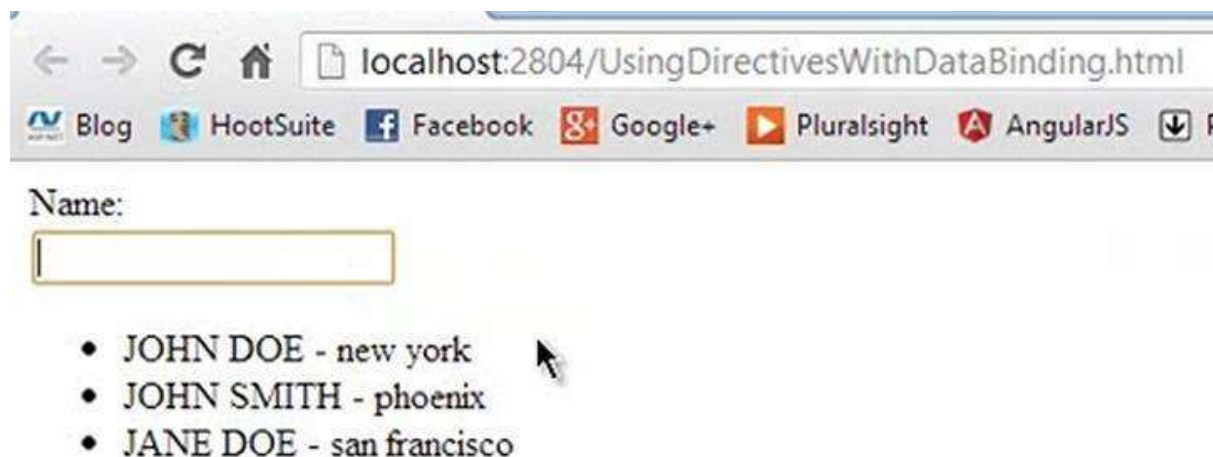 localhost:2804/UsingDirectivesWithDataBinding.html
Blog HootSuite Facebook Google+ Pluralsight AngularJS
Name:
• JOHN DOE - new york
• JOHN SMITH - phoenix
• JANE DOE - san francisco